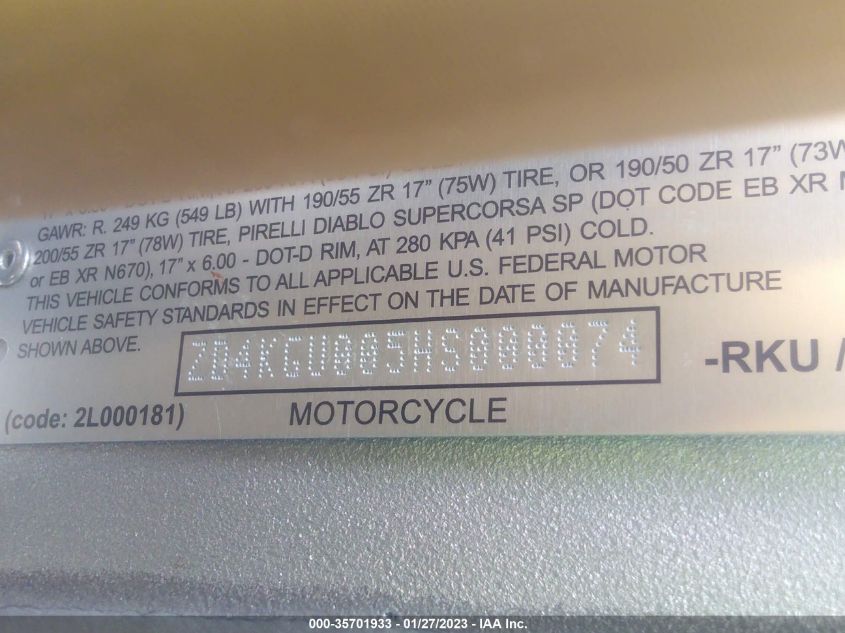 GAWR: R. 249 KG (549 LB) WITH 190/55 ZR 17" (75W) TIRE, OR 190/50 ZR 17" (73W
200/55 ZR 17" (78W) TIRE, PIRELLI DIABLO SUPERCORSA SP (DOT CODE EB XR
or EB XR N670), 17" x 6.00 - DOT-D RIM, AT 280 KPA (41 PSI) COLD.
THIS VEHICLE CONFORMS TO ALL APPLICABLE U.S. FEDERAL MOTOR
VEHICLE SAFETY STANDARDS IN EFFECT ON THE DATE OF MANUFACTURE
SHOWN ABOVE.
ZD4KGU005HS000074
-RKU /
(code: 2L000181)
MOTORCYCLE
000-35701933 - 01/27/2023 - IAA Inc.